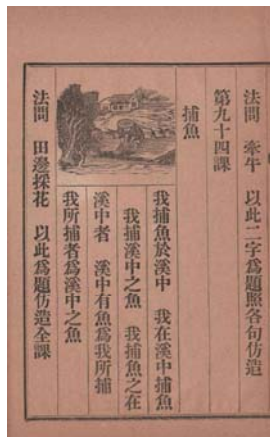 法問　牽牛　以此二字爲題照各句仿造
第九十四課
捕魚
我捕魚於溪中　我在溪中捕魚
我捕溪中之魚　我捕魚之在
溪中者　溪中有魚爲我所捕
我所捕者爲溪中之魚
法問　田邊採花　以此爲題仿造全課